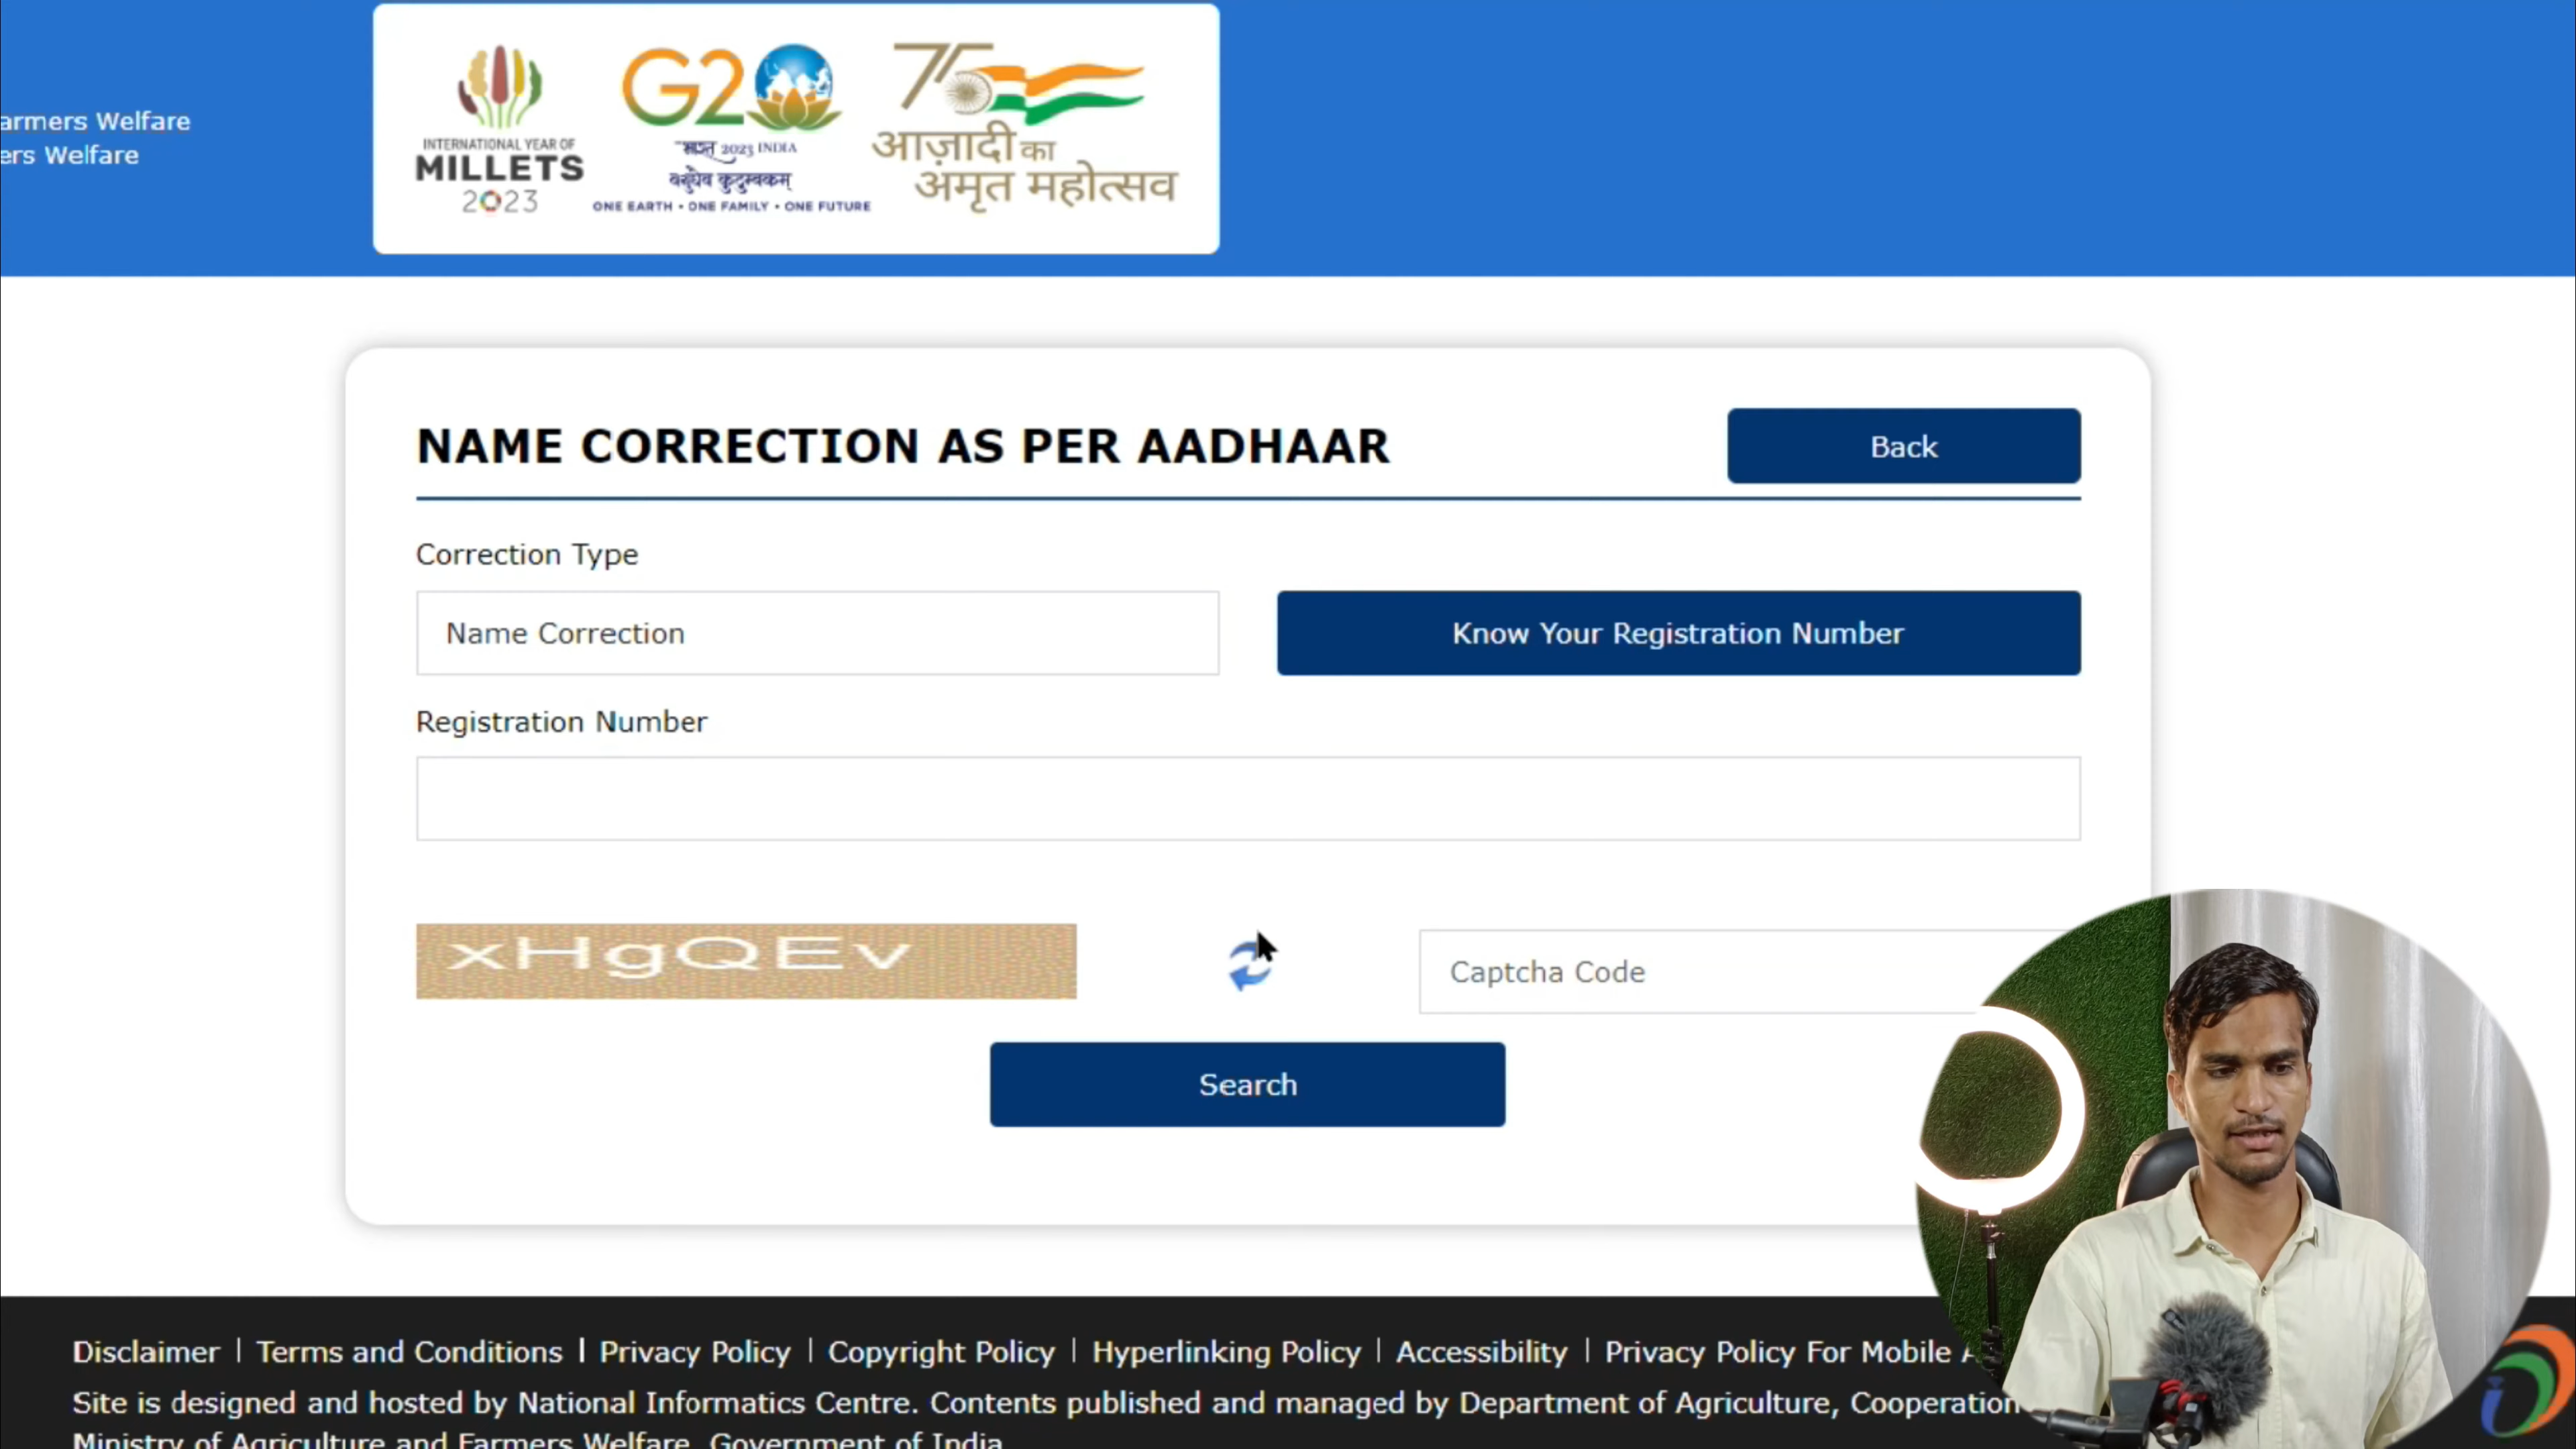 armers Welfare
ers Welfare
INTERNATIONAL YEAR OF
MILLETS
2023
G20
भारत 2023 INDIA
वसुधैव कुटुम्बकम्
ONE EARTH • ONE FAMILY • ONE FUTURE
75
आज़ादी का
अमृत महोत्सव
NAME CORRECTION AS PER AADHAAR
Back
Correction Type
Name Correction
Know Your Registration Number
Registration Number
xHgQEv
Captcha Code
Search
Disclaimer | Terms and Conditions | Privacy Policy | Copyright Policy | Hyperlinking Policy | Accessibility | Privacy Policy For Mobile A
Site is designed and hosted by National Informatics Centre. Contents published and managed by Department of Agriculture, Cooperation
Ministry of Agriculture and Farmers Welfare, Government of India